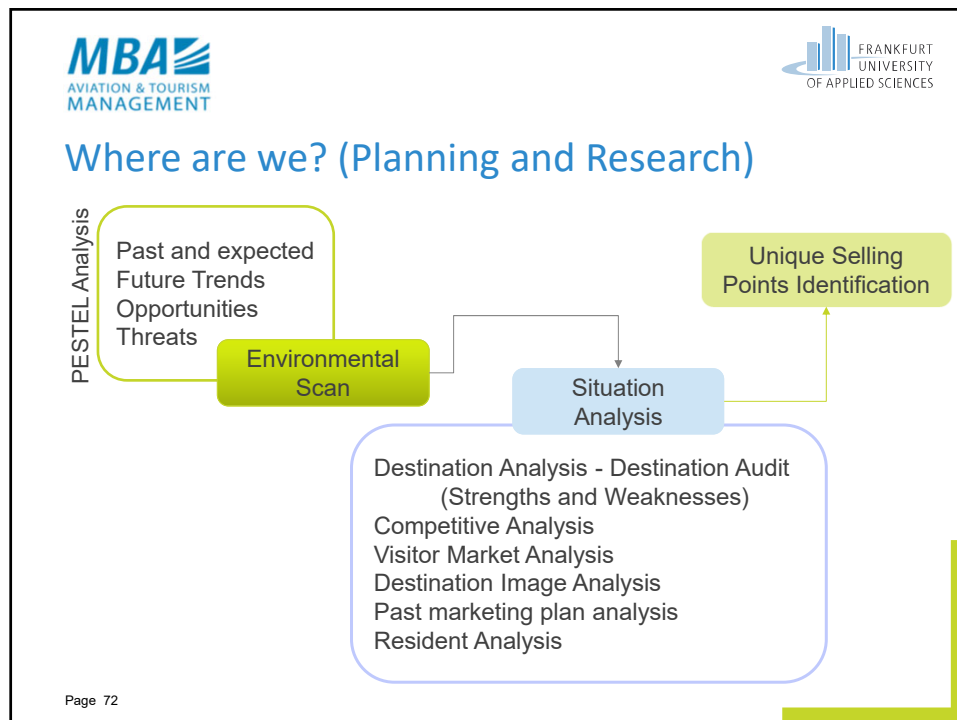 MBA
AVIATION & TOURISM
MANAGEMENT
FRANKFURT
UNIVERSITY
OF APPLIED SCIENCES
Where are we? (Planning and Research)
PESTEL Analysis
Past and expected
Future Trends
Opportunities
Threats
Environmental
Scan
Unique Selling
Points Identification
Situation
Analysis
Destination Analysis - Destination Audit
(Strengths and Weaknesses)
Competitive Analysis
Visitor Market Analysis
Destination Image Analysis
Past marketing plan analysis
Resident Analysis
Page 72